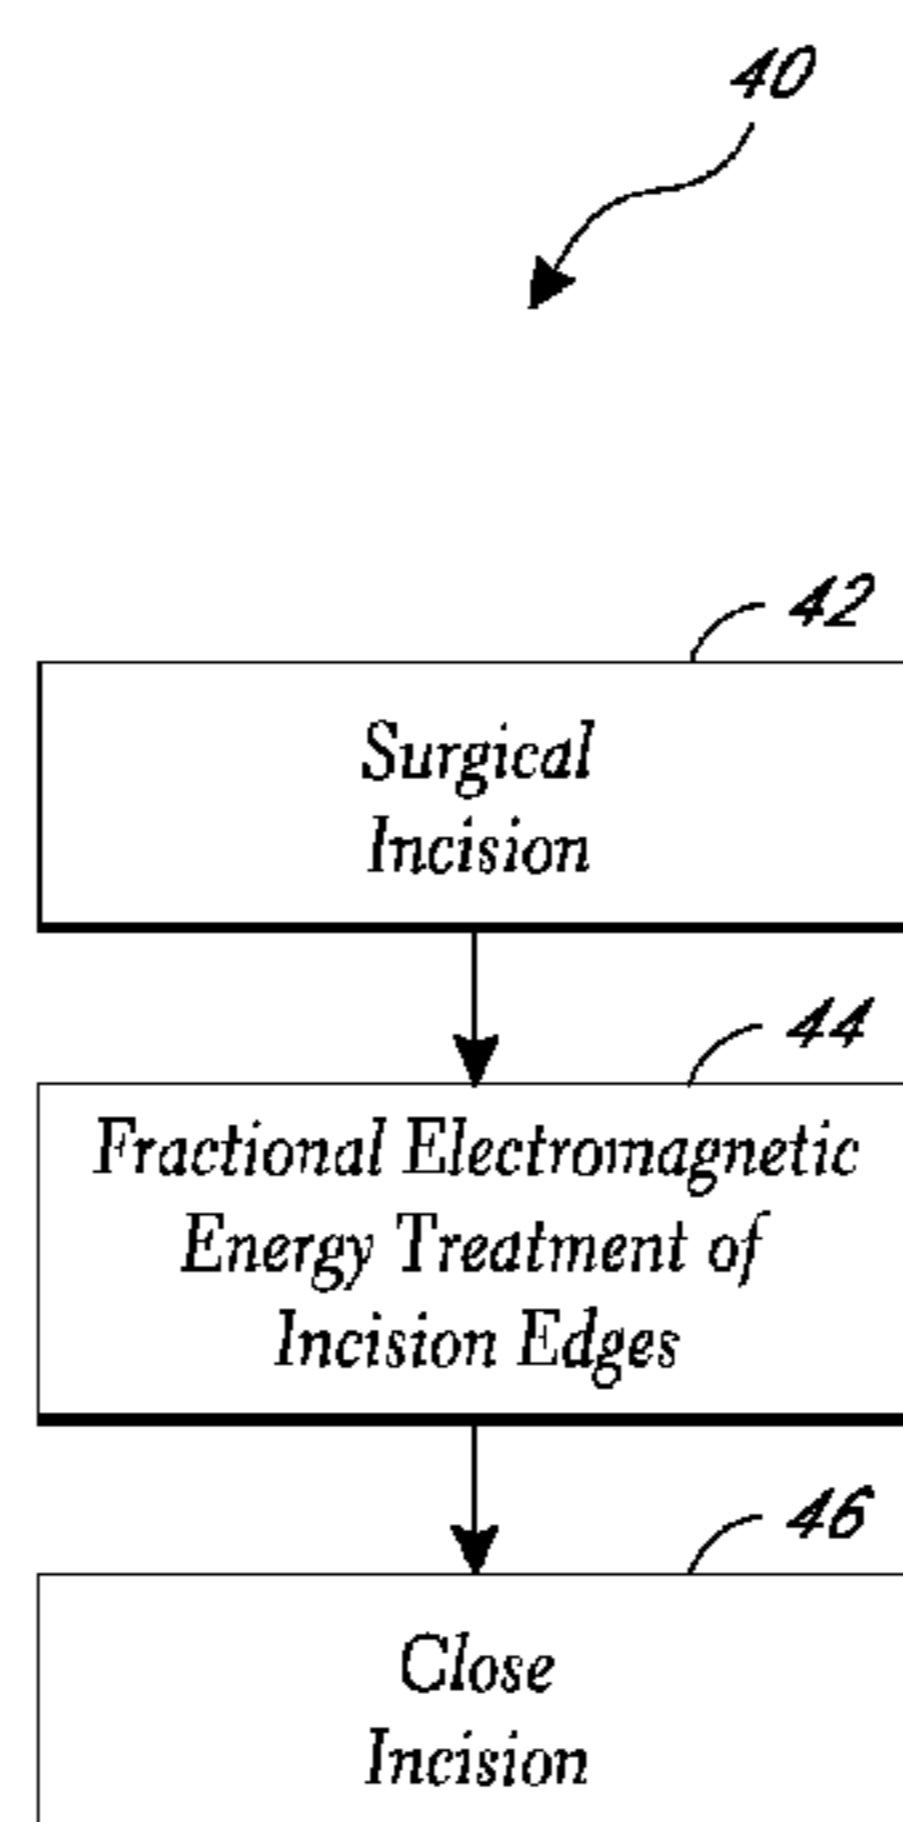 40
42
Surgical
Incision
44
Fractional Electromagnetic
Energy Treatment of
Incision Edges
46
Close
Incision